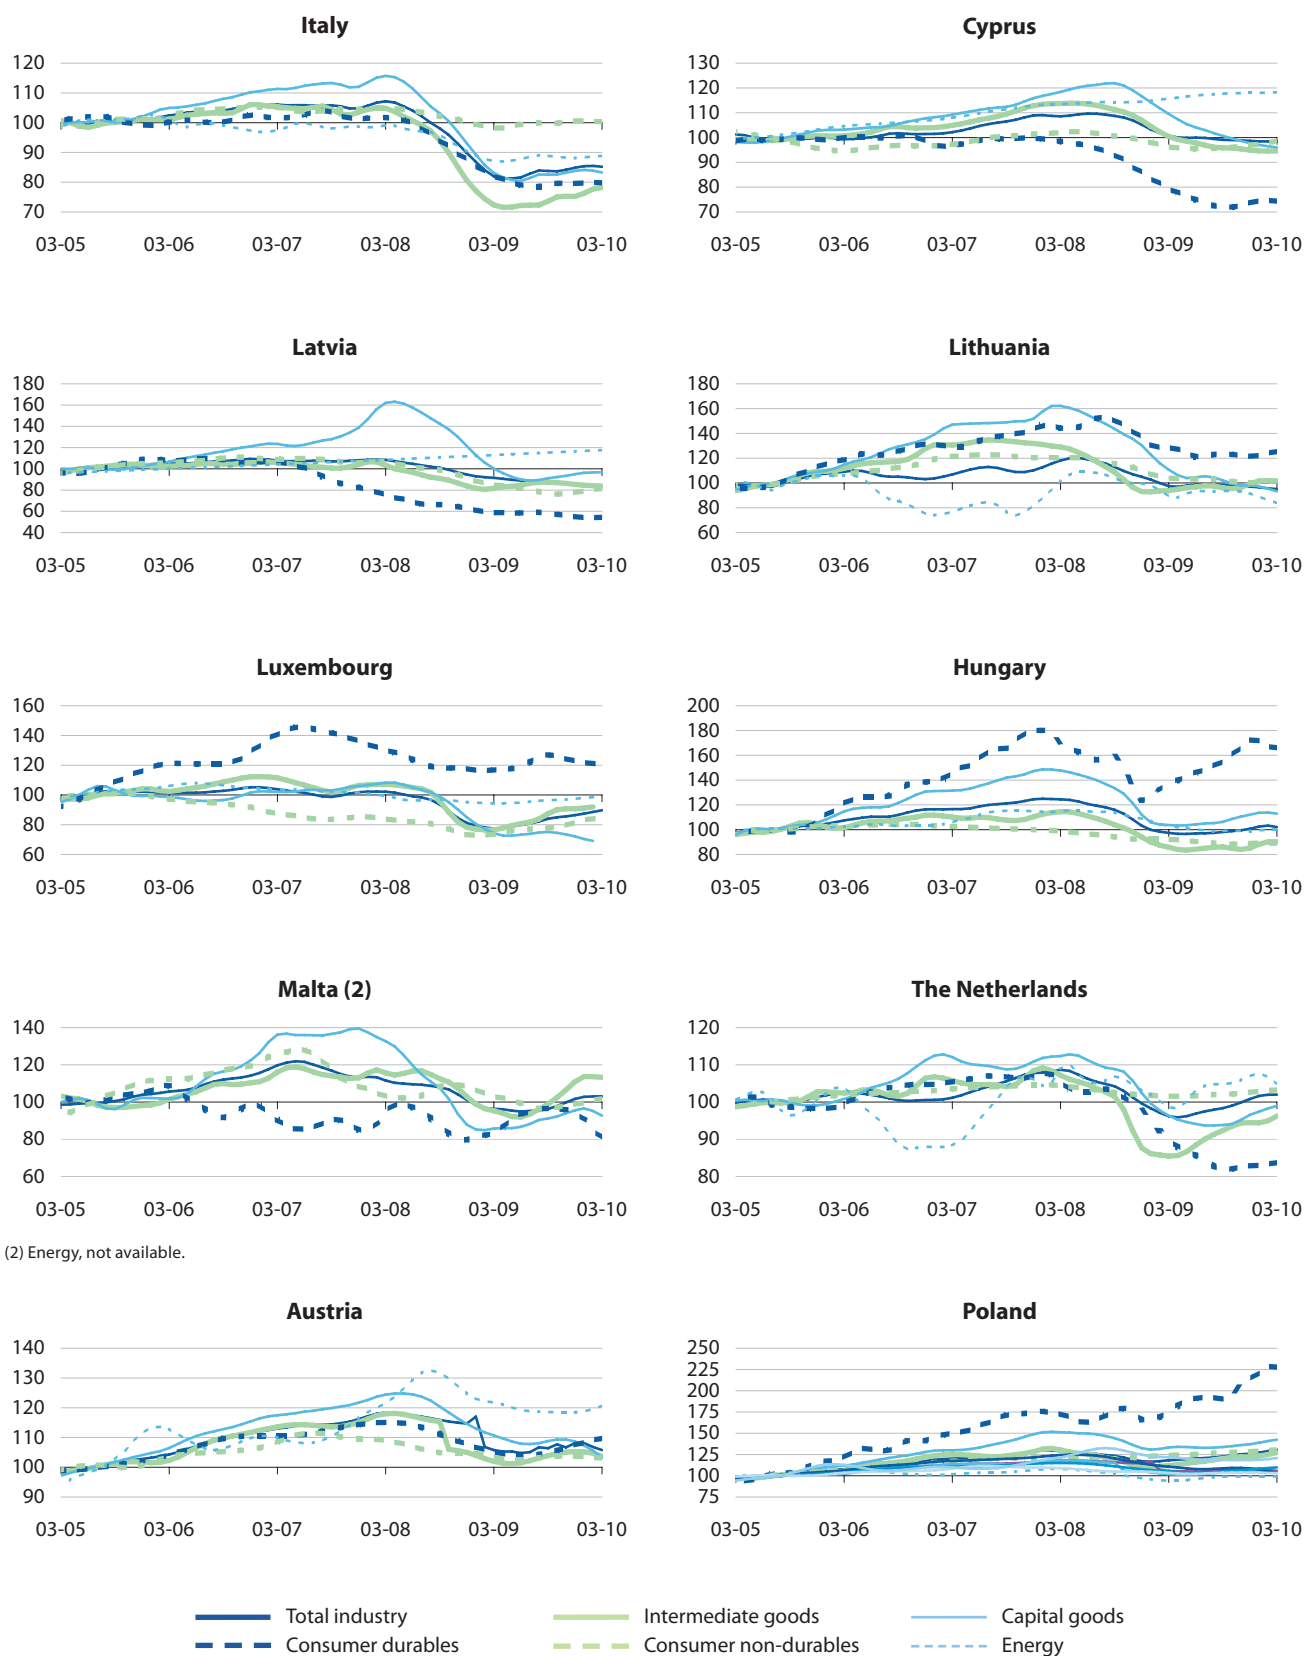 Italy
120
110
100
90
80
70
03-05 03-06 03-07 03-08 03-09 03-10
Cyprus
130
120
110
100
90
80
70
03-05 03-06 03-07 03-08 03-09 03-10
Latvia
180
160
140
120
100
80
60
40
03-05 03-06 03-07 03-08 03-09 03-10
Lithuania
180
160
140
120
100
80
60
03-05 03-06 03-07 03-08 03-09 03-10
Luxembourg
160
140
120
100
80
60
03-05 03-06 03-07 03-08 03-09 03-10
Hungary
200
180
160
140
120
100
80
03-05 03-06 03-07 03-08 03-09 03-10
Malta (2)
140
120
100
80
60
03-05 03-06 03-07 03-08 03-09 03-10
The Netherlands
120
110
100
90
80
03-05 03-06 03-07 03-08 03-09 03-10
(2) Energy, not available.
Austria
140
130
120
110
100
90
03-05 03-06 03-07 03-08 03-09 03-10
Poland
250
225
200
175
150
125
100
75
03-05 03-06 03-07 03-08 03-09 03-10
Total industry Intermediate goods Capital goods
Consumer durables Consumer non-durables Energy